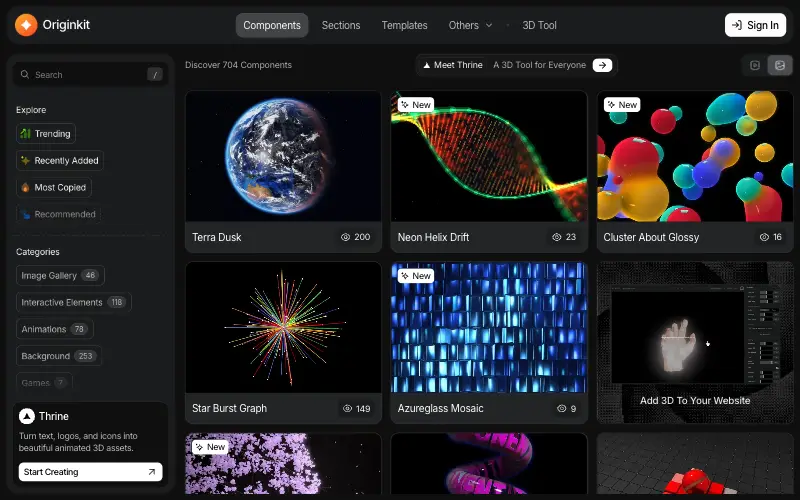 Originkit
Components
Sections
Templates
Others
3D Tool
Sign In
Search
/
Discover 704 Components
Meet Thrine
A 3D Tool for Everyone
Explore
Trending
Recently Added
Most Copied
Recommended
Categories
Image Gallery 46
Interactive Elements 118
Animations 78
Background 253
Games 7
Thrine
Turn text, logos, and icons into
beautiful animated 3D assets.
Start Creating
Terra Dusk
200
New
Neon Helix Drift
23
New
Cluster About Glossy
16
Star Burst Graph
149
New
Azureglass Mosaic
9
Add 3D To Your Website
New